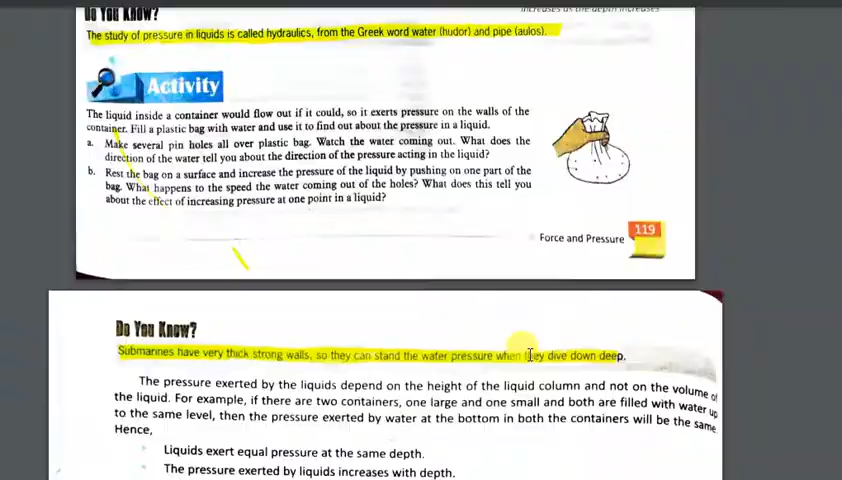 Do You Know?
Increases as the depth increases
The study of pressure in liquids is called hydraulics, from the Greek word water (hudor) and pipe (aulos).
Activity
The liquid inside a container would flow out if it could, so it exerts pressure on the walls of the
container. Fill a plastic bag with water and use it to find out about the pressure in a liquid.
a. Make several pin holes all over plastic bag. Watch the water coming out. What does the
direction of the water tell you about the direction of the pressure acting in the liquid?
b. Rest the bag on a surface and increase the pressure of the liquid by pushing on one part of the
bag. What happens to the speed the water coming out of the holes? What does this tell you
about the effect of increasing pressure at one point in a liquid?
Force and Pressure 119
Do You Know?
Submarines have very thick strong walls, so they can stand the water pressure when they dive down deep.
The pressure exerted by the liquids depend on the height of the liquid column and not on the volume of
the liquid. For example, if there are two containers, one large and one small and both are filled with water up
to the same level, then the pressure exerted by water at the bottom in both the containers will be the same.
Hence,
Liquids exert equal pressure at the same depth.
The pressure exerted by liquids increases with depth.